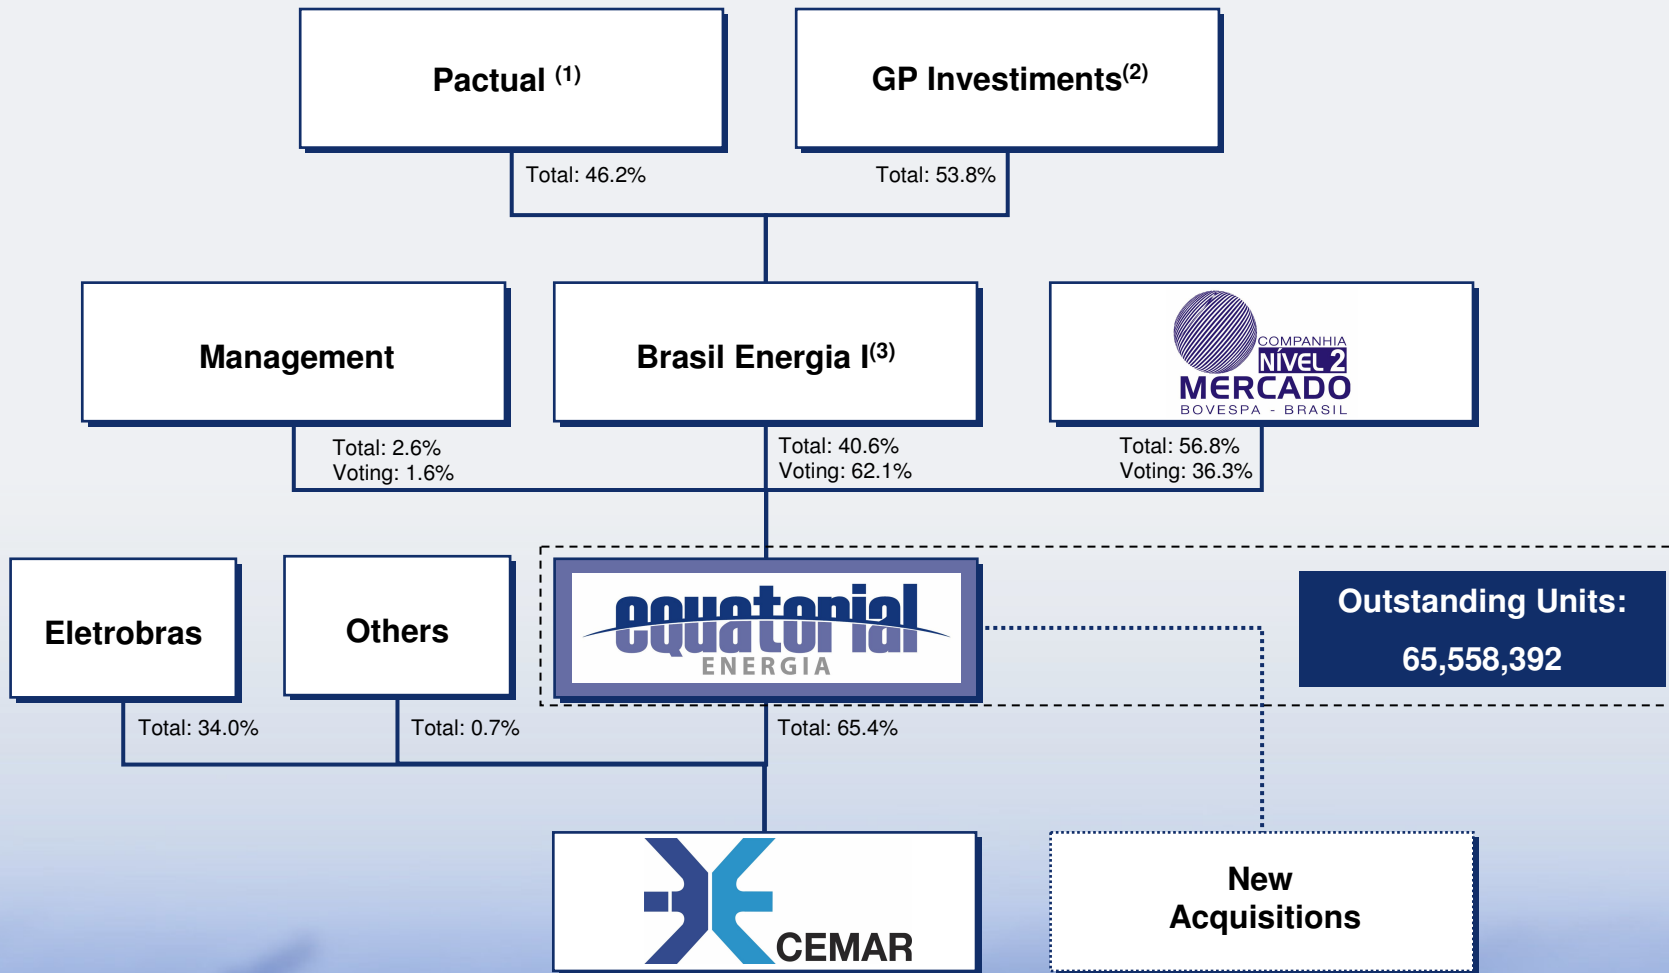 Pactual (1)
GP Investiments(2)
Total: 46.2%
Total: 53.8%
Management
Brasil Energia I(3)
COMPANHIA
NÍVEL 2
MERCADO
BOVESPA - BRASIL
Total: 2.6%
Voting: 1.6%
Total: 40.6%
Voting: 62.1%
Total: 56.8%
Voting: 36.3%
Eletrobras
Others
equatorial
ENERGIA
Outstanding Units:
65,558,392
Total: 34.0%
Total: 0.7%
Total: 65.4%
CEMAR
New
Acquisitions